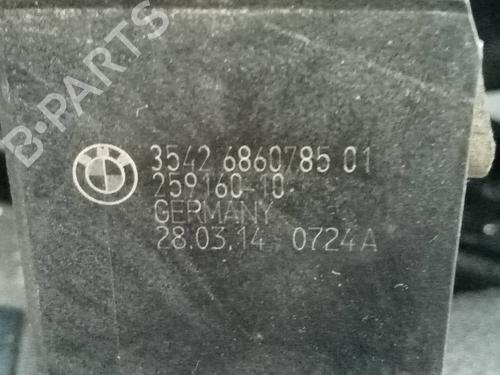 B-PARTS
3542 6860785 01
259160-10
GERMANY
28.03.14 0724A